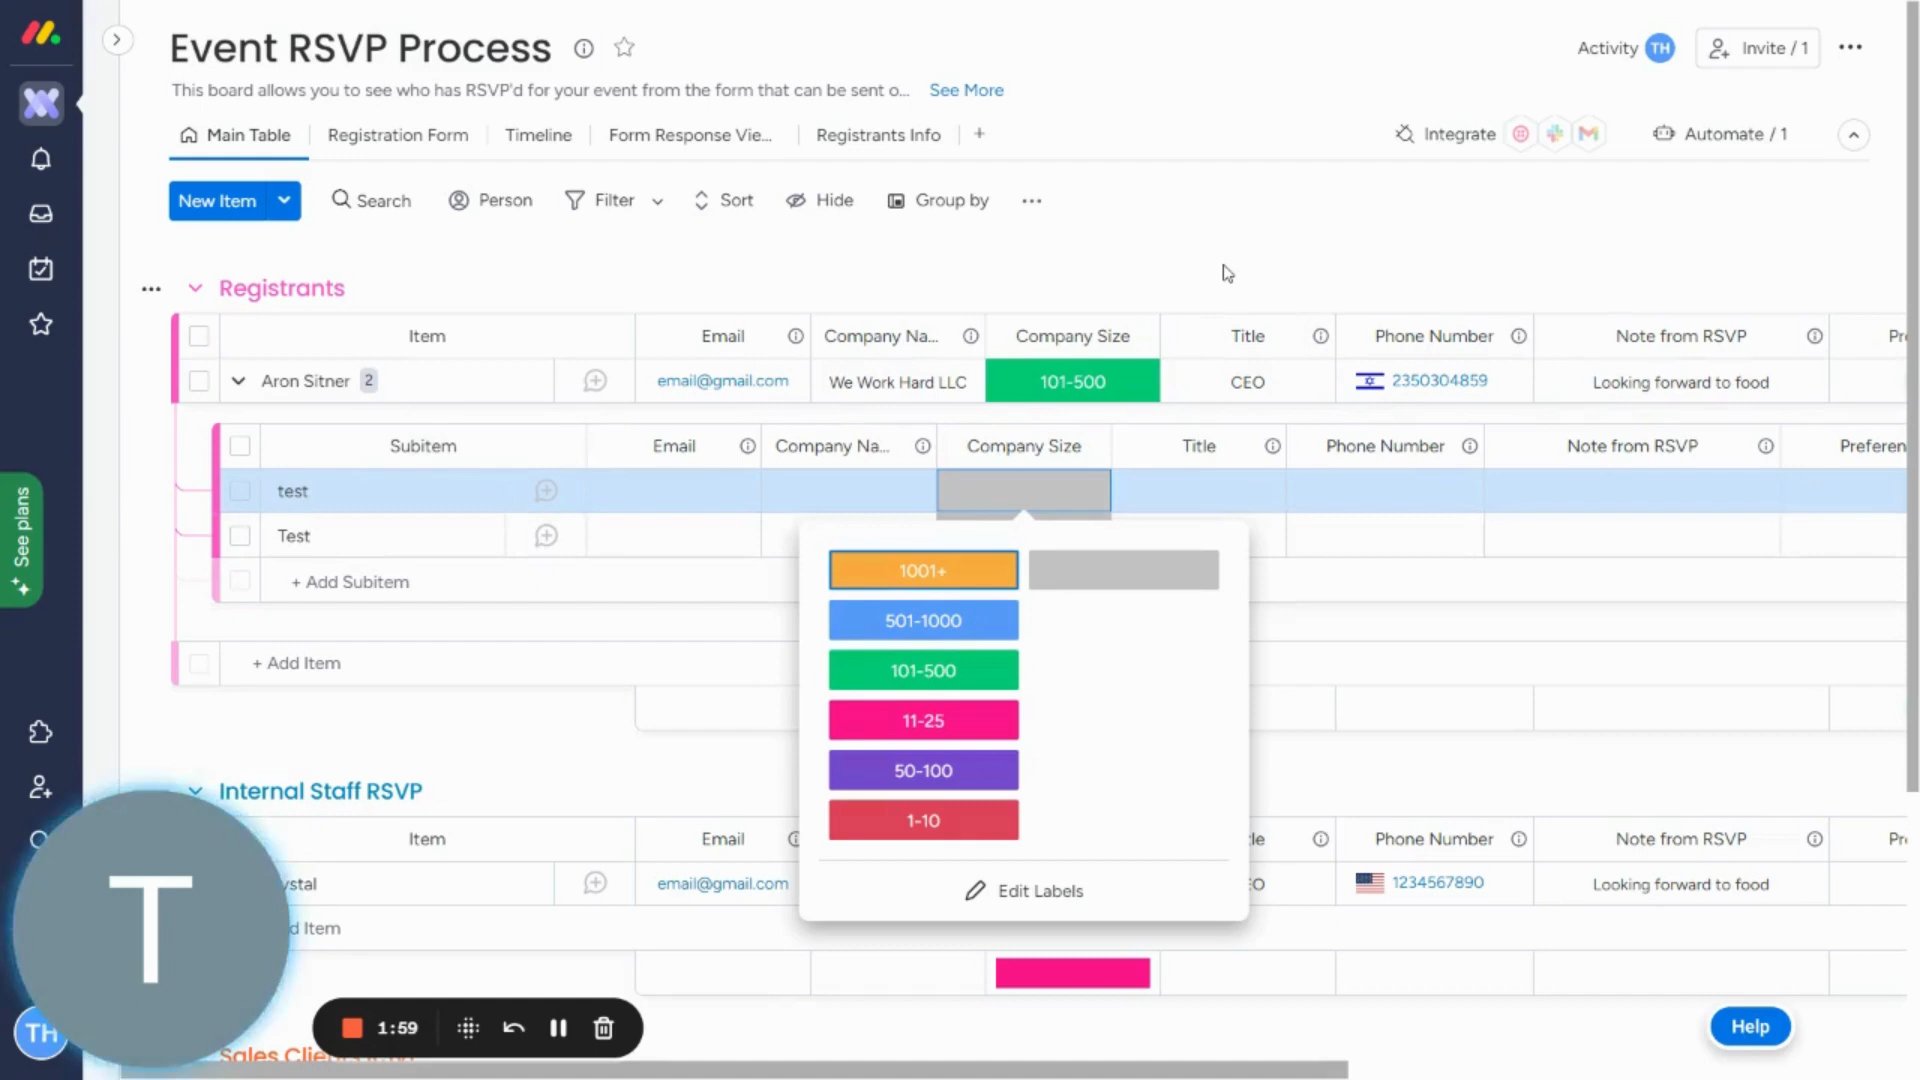 Event RSVP Process
Activity TH Invite / 1
This board allows you to see who has RSVP'd for your event from the form that can be sent o... See More
Main Table Registration Form Timeline Form Response Vie... Registrants Info +
Integrate Automate / 1
New Item Search Person Filter Sort Hide Group by
Registrants
Item Email Company Na... Company Size Title Phone Number Note from RSVP Pr
Aron Sitner 2 email@gmail.com We Work Hard LLC 101-500 CEO 2350304859 Looking forward to food
Subitem Email Company Na... Company Size Title Phone Number Note from RSVP Preferen
test
Test
+ Add Subitem
+ Add Item
See plans
1001+
501-1000
101-500
11-25
50-100
1-10
Edit Labels
Internal Staff RSVP
Item Email le Phone Number Note from RSVP Pr
ystal email@gmail.com EO 1234567890 Looking forward to food
d Item
T
TH
1:59
Help